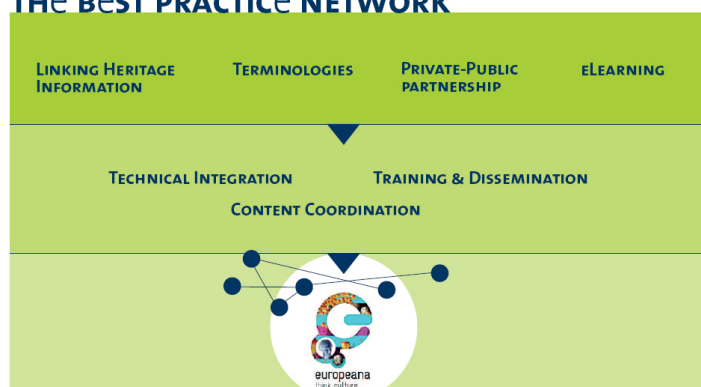 THe BeST PRACTICe NETWORK
LINKING HERITAGE INFORMATION
TERMINOLOGIES
PRIVATE-PUBLIC PARTNERSHIP
eLEARNING
TECHNICAL INTEGRATION
TRAINING & DISSEMINATION
CONTENT COORDINATION
europeana
think culture